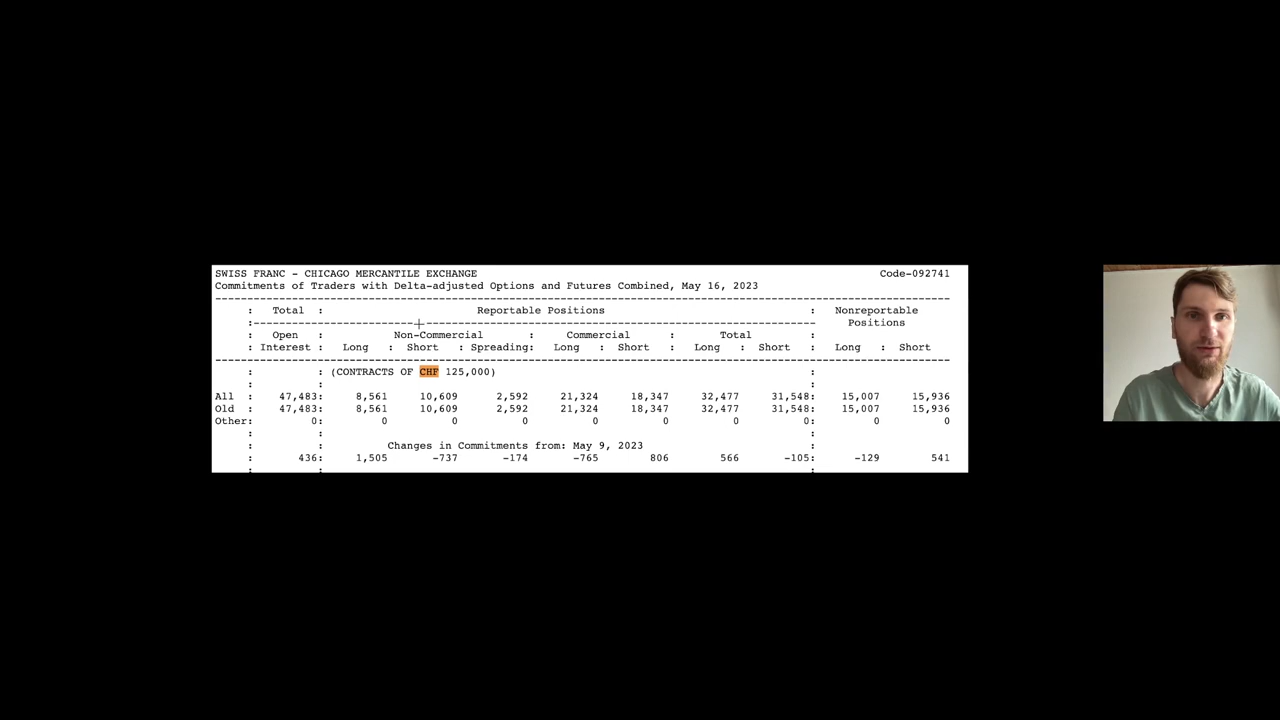 SWISS FRANC - CHICAGO MERCANTILE EXCHANGE Code-092741
Commitments of Traders with Delta-adjusted Options and Futures Combined, May 16, 2023
--------------------------------------------------------------------------------
: Total : Reportable Positions : Nonreportable
:-------------------------------------------------------------- Positions
: Open : Non-Commercial : Commercial : Total :
: Interest : Long : Short : Spreading: Long : Short : Long : Short : Long : Short
--------------------------------------------------------------------------------
: : (CONTRACTS OF CHF 125,000) :
: : :
All : 47,483: 8,561 10,609 2,592 21,324 18,347 32,477 31,548: 15,007 15,936
Old : 47,483: 8,561 10,609 2,592 21,324 18,347 32,477 31,548: 15,007 15,936
Other: 0: 0 0 0 0 0 0 0: 0 0
: : :
: : Changes in Commitments from: May 9, 2023 :
: 436: 1,505 -737 -174 -765 806 566 -105: -129 541
: : :